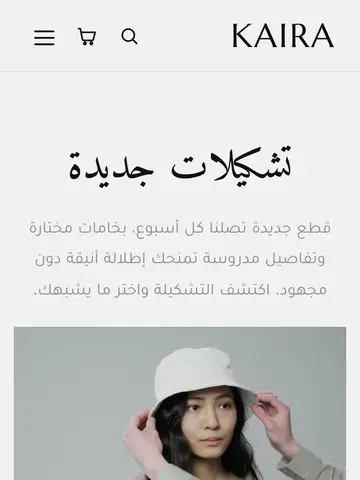 KAIRA
تشكيلات جديدة
قطع جديدة تصلنا كل أسبوع، بخامات مختارة
وتفاصيل مدروسة تمنحك إطلالة أنيقة دون
مجهود. اكتشف التشكيلة واختر ما يشبهك.